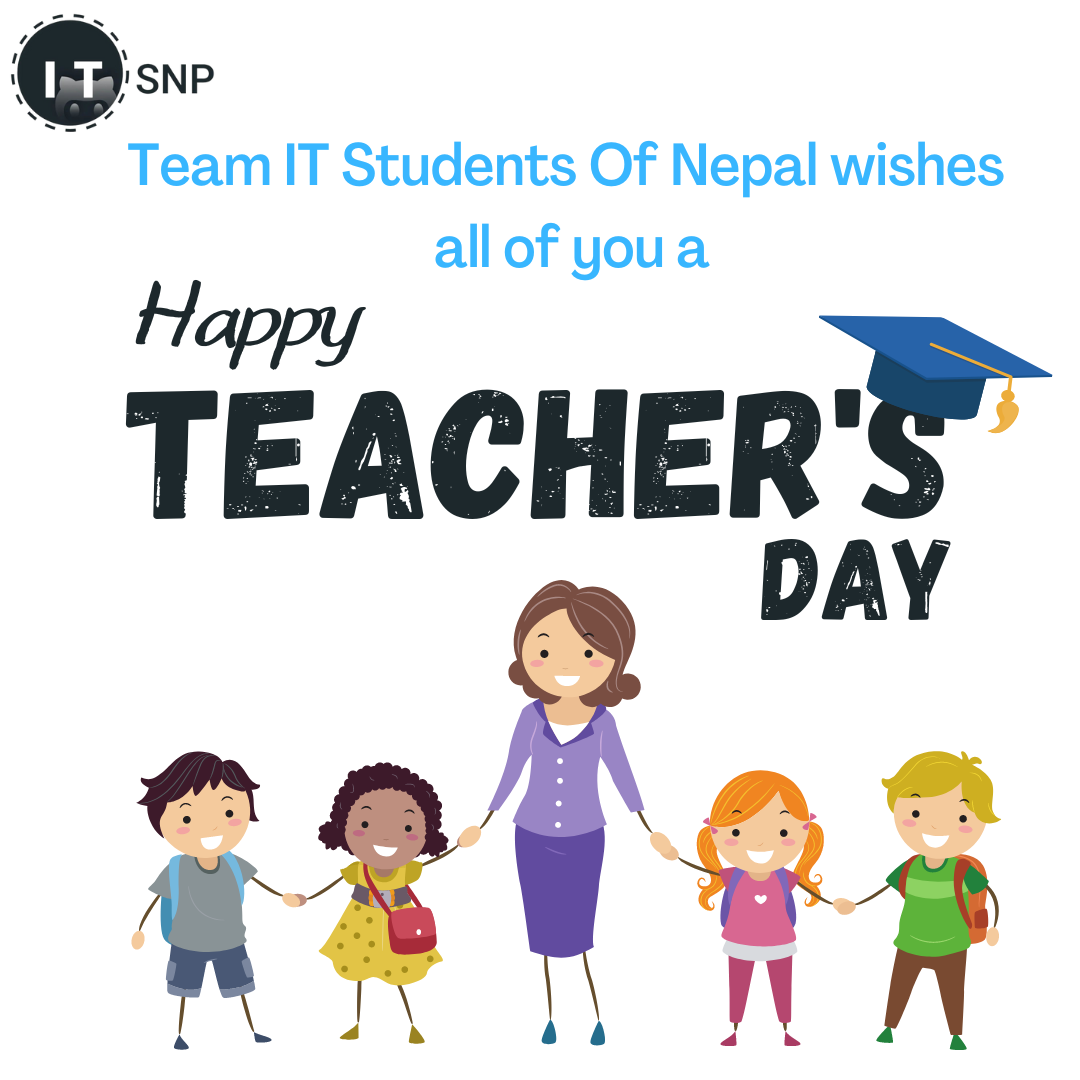 IT SNP
Team IT Students Of Nepal wishes
all of you a
Happy
TEACHER'S
DAY